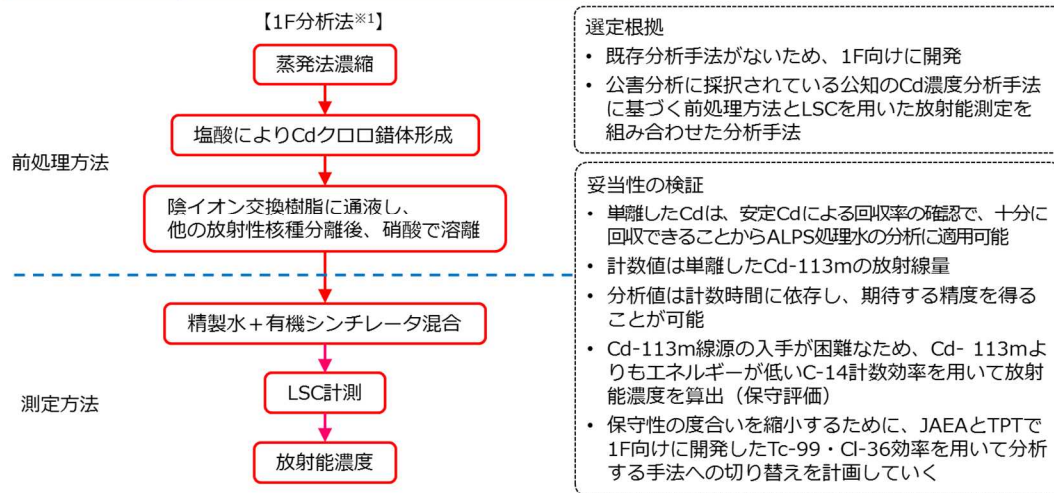 【1F分析法※1】
蒸発法濃縮
塩酸によりCdクロロ錯体形成
前処理方法
陰イオン交換樹脂に通液し、
他の放射性核種分離後、硝酸で溶離
精製水＋有機シンチレータ混合
LSC計測
測定方法
放射能濃度
選定根拠
• 既存分析手法がないため、1F向けに開発
• 公害分析に採択されている公知のCd濃度分析手法
に基づく前処理方法とLSCを用いた放射能測定を
組み合わせた分析手法
妥当性の検証
• 単離したCdは、安定Cdによる回収率の確認で、十分に
回収できることからALPS処理水の分析に適用可能
• 計数値は単離したCd-113mの放射線量
• 分析値は計数時間に依存し、期待する精度を得る
ことが可能
• Cd-113m線源の入手が困難なため、Cd- 113mよ
りもエネルギーが低いC-14計数効率を用いて放射
能濃度を算出（保守評価）
• 保守性の度合いを縮小するために、JAEAとTPTで
1F向けに開発したTc-99・Cl-36効率を用いて分析
する手法への切り替えを計画していく